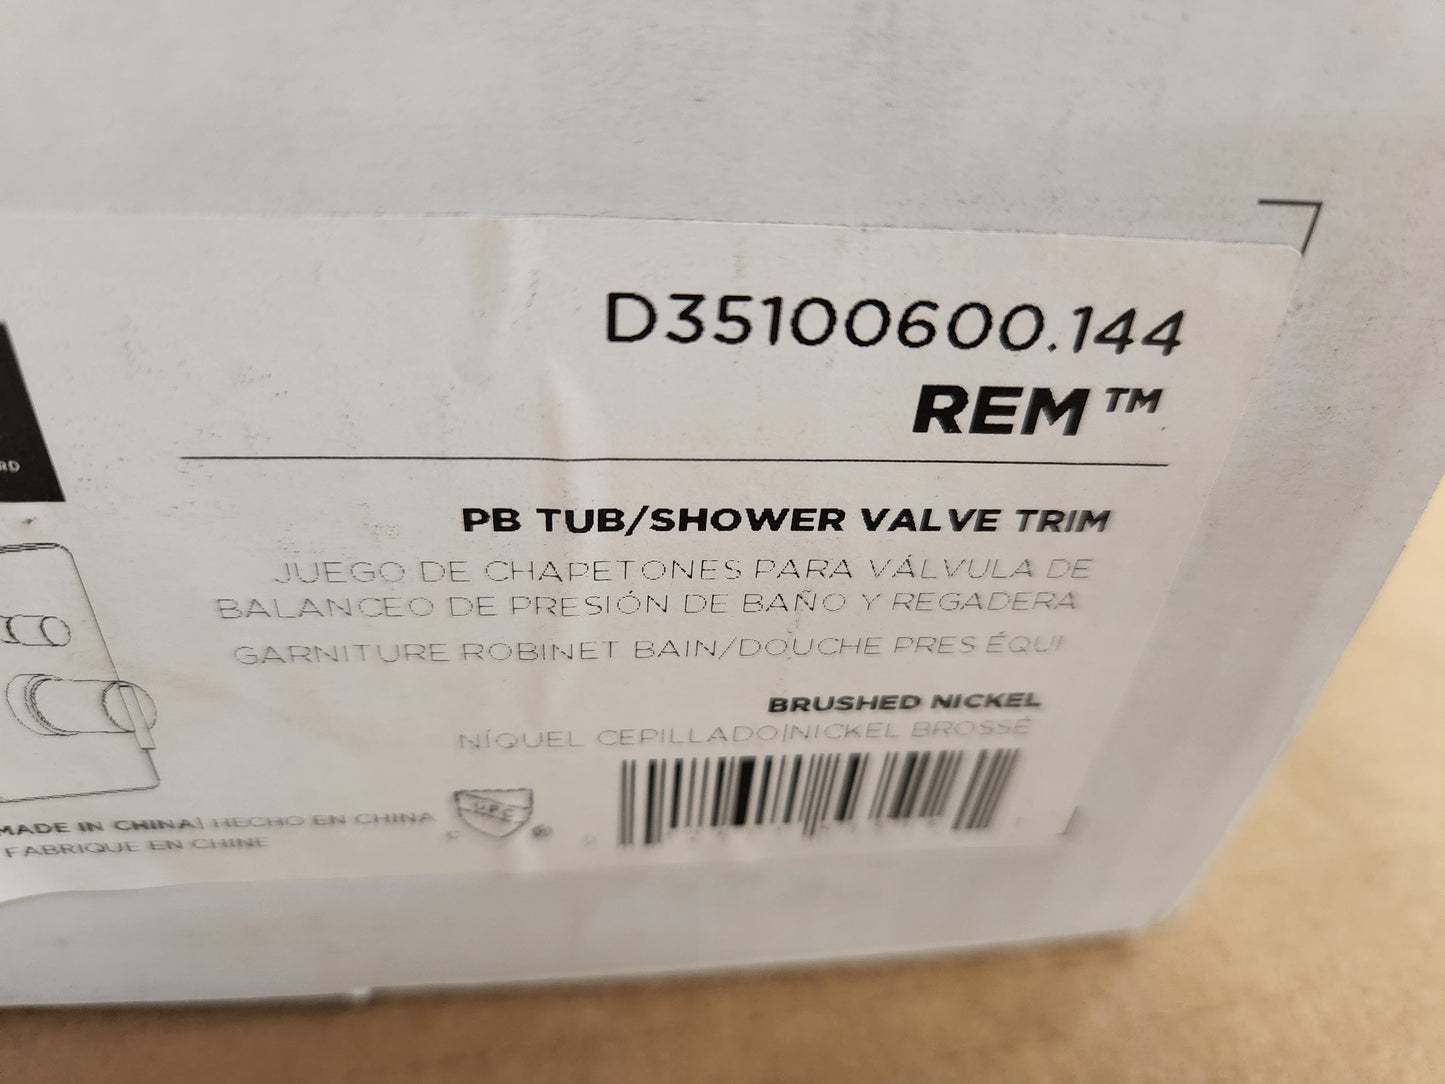 D35100600.144
REM™
RD
PB TUB/SHOWER VALVE TRIM
JUEGO DE CHAPETONES PARA VÁLVULA DE
BALANCEO DE PRESIÓN DE BAÑO Y REGADERA
GARNITURE ROBINET BAIN/DOUCHE PRES ÉQUI
BRUSHED NICKEL
NÍQUEL CEPILLADO|NICKEL BROSSÉ
MADE IN CHINA| HECHO EN CHINA
FABRIQUE EN CHINE
UPC
C ®